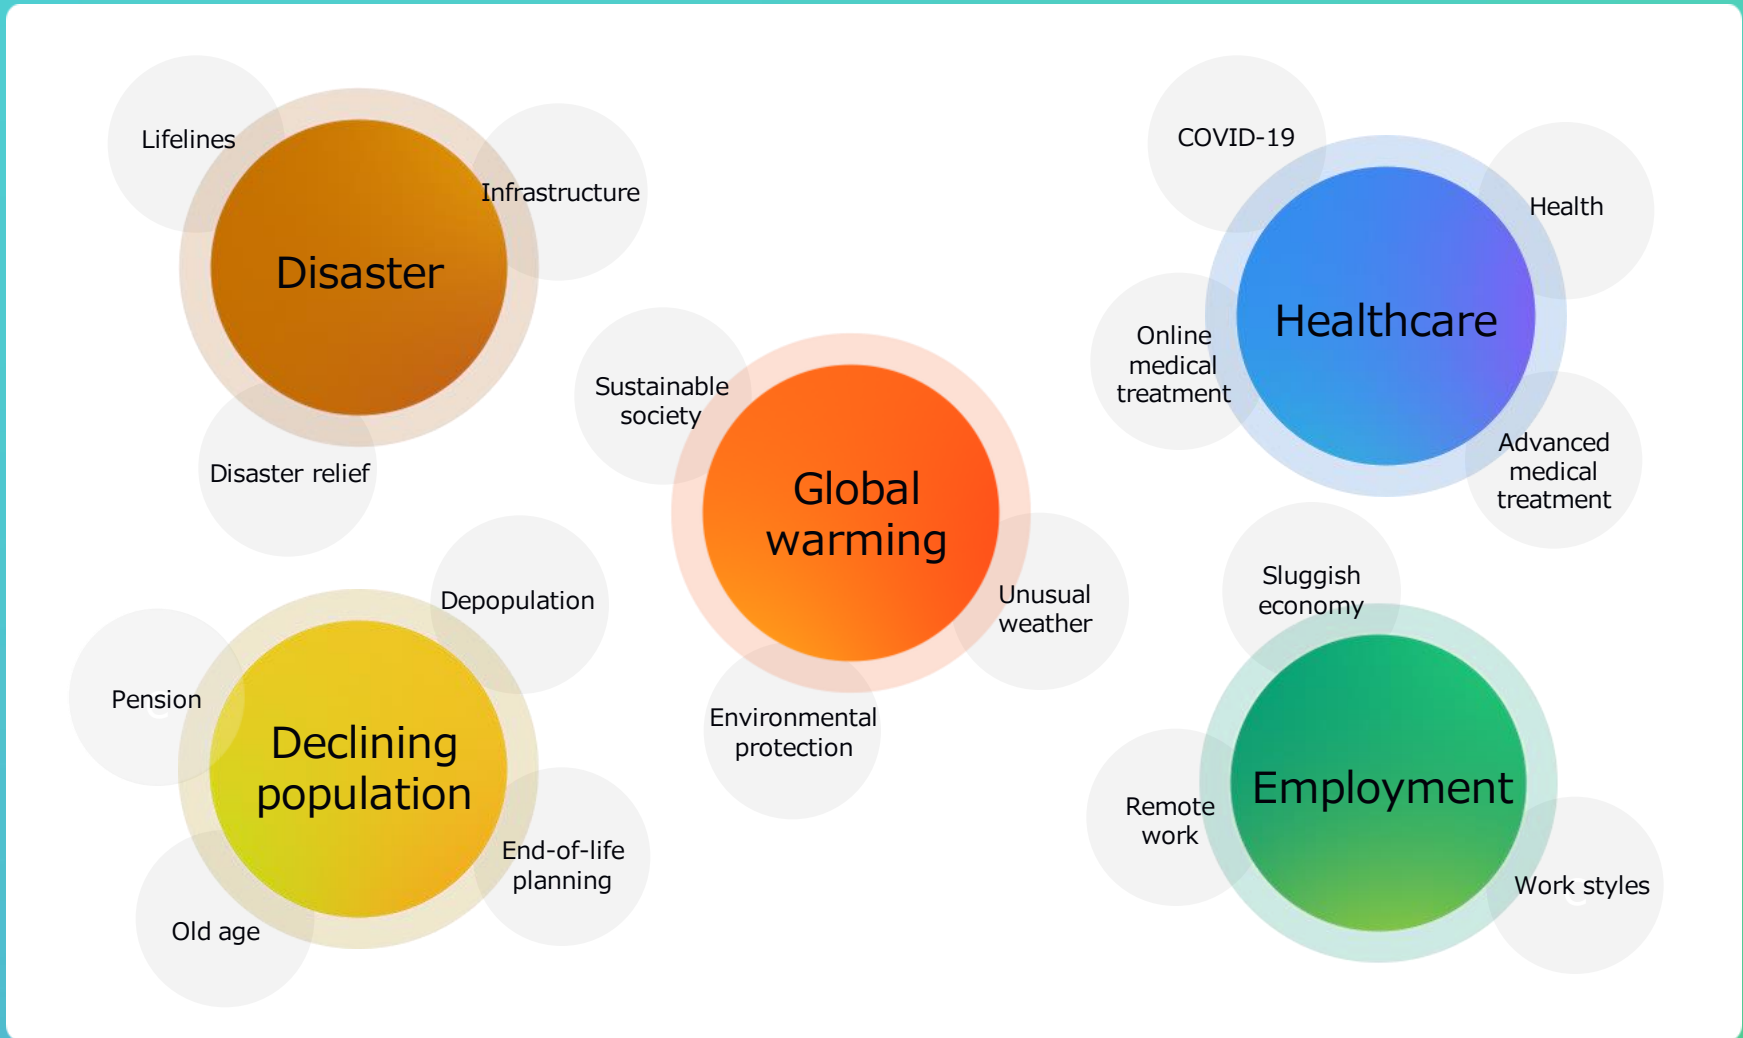 Lifelines
Infrastructure
Disaster
Disaster relief
COVID-19
Health
Healthcare
Online
medical
treatment
Advanced
medical
treatment
Sustainable
society
Global
warming
Unusual
weather
Environmental
protection
Depopulation
Pension
Declining
population
End-of-life
planning
Old age
Sluggish
economy
Employment
Remote
work
Work styles